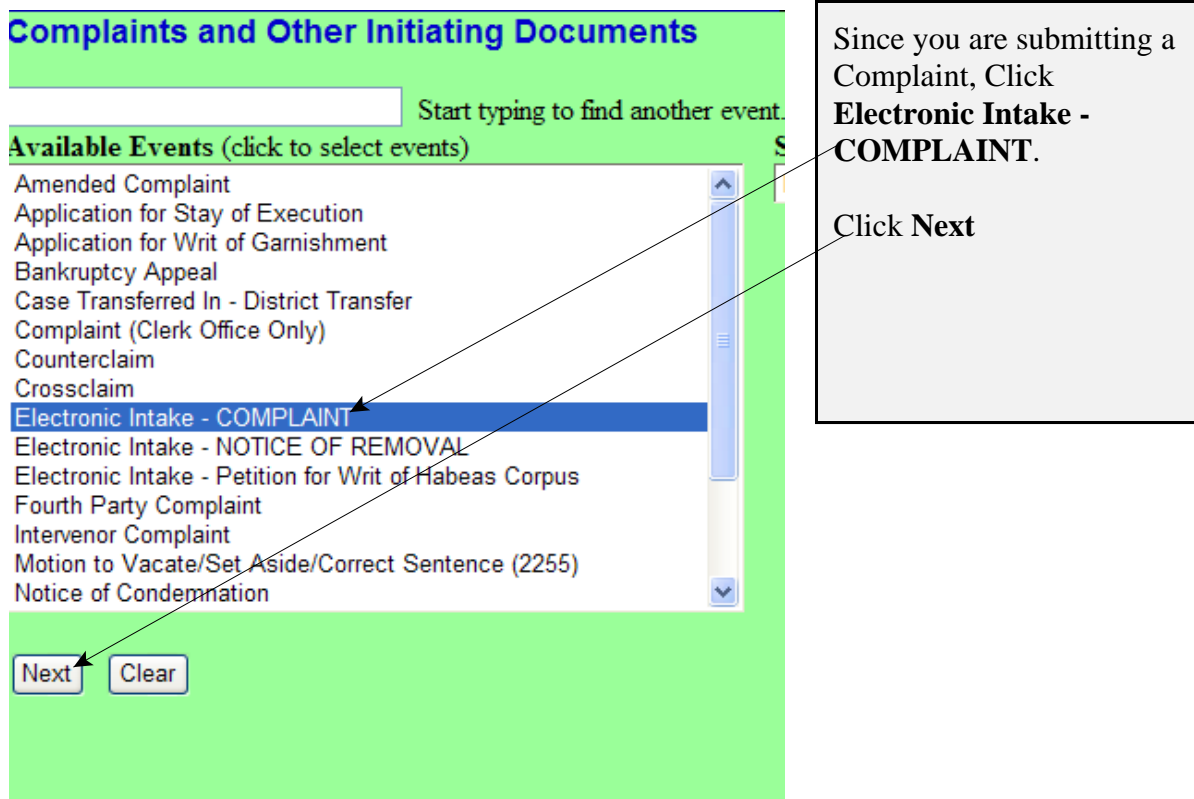 Complaints and Other Initiating Documents
Start typing to find another event.
Available Events (click to select events)
S
Amended Complaint
Application for Stay of Execution
Application for Writ of Garnishment
Bankruptcy Appeal
Case Transferred In - District Transfer
Complaint (Clerk Office Only)
Counterclaim
Crossclaim
Electronic Intake - COMPLAINT
Electronic Intake - NOTICE OF REMOVAL
Electronic Intake - Petition for Writ of Habeas Corpus
Fourth Party Complaint
Intervenor Complaint
Motion to Vacate/Set Aside/Correct Sentence (2255)
Notice of Condemnation
Next
Clear
Since you are submitting a
Complaint, Click
Electronic Intake -
COMPLAINT.
Click Next